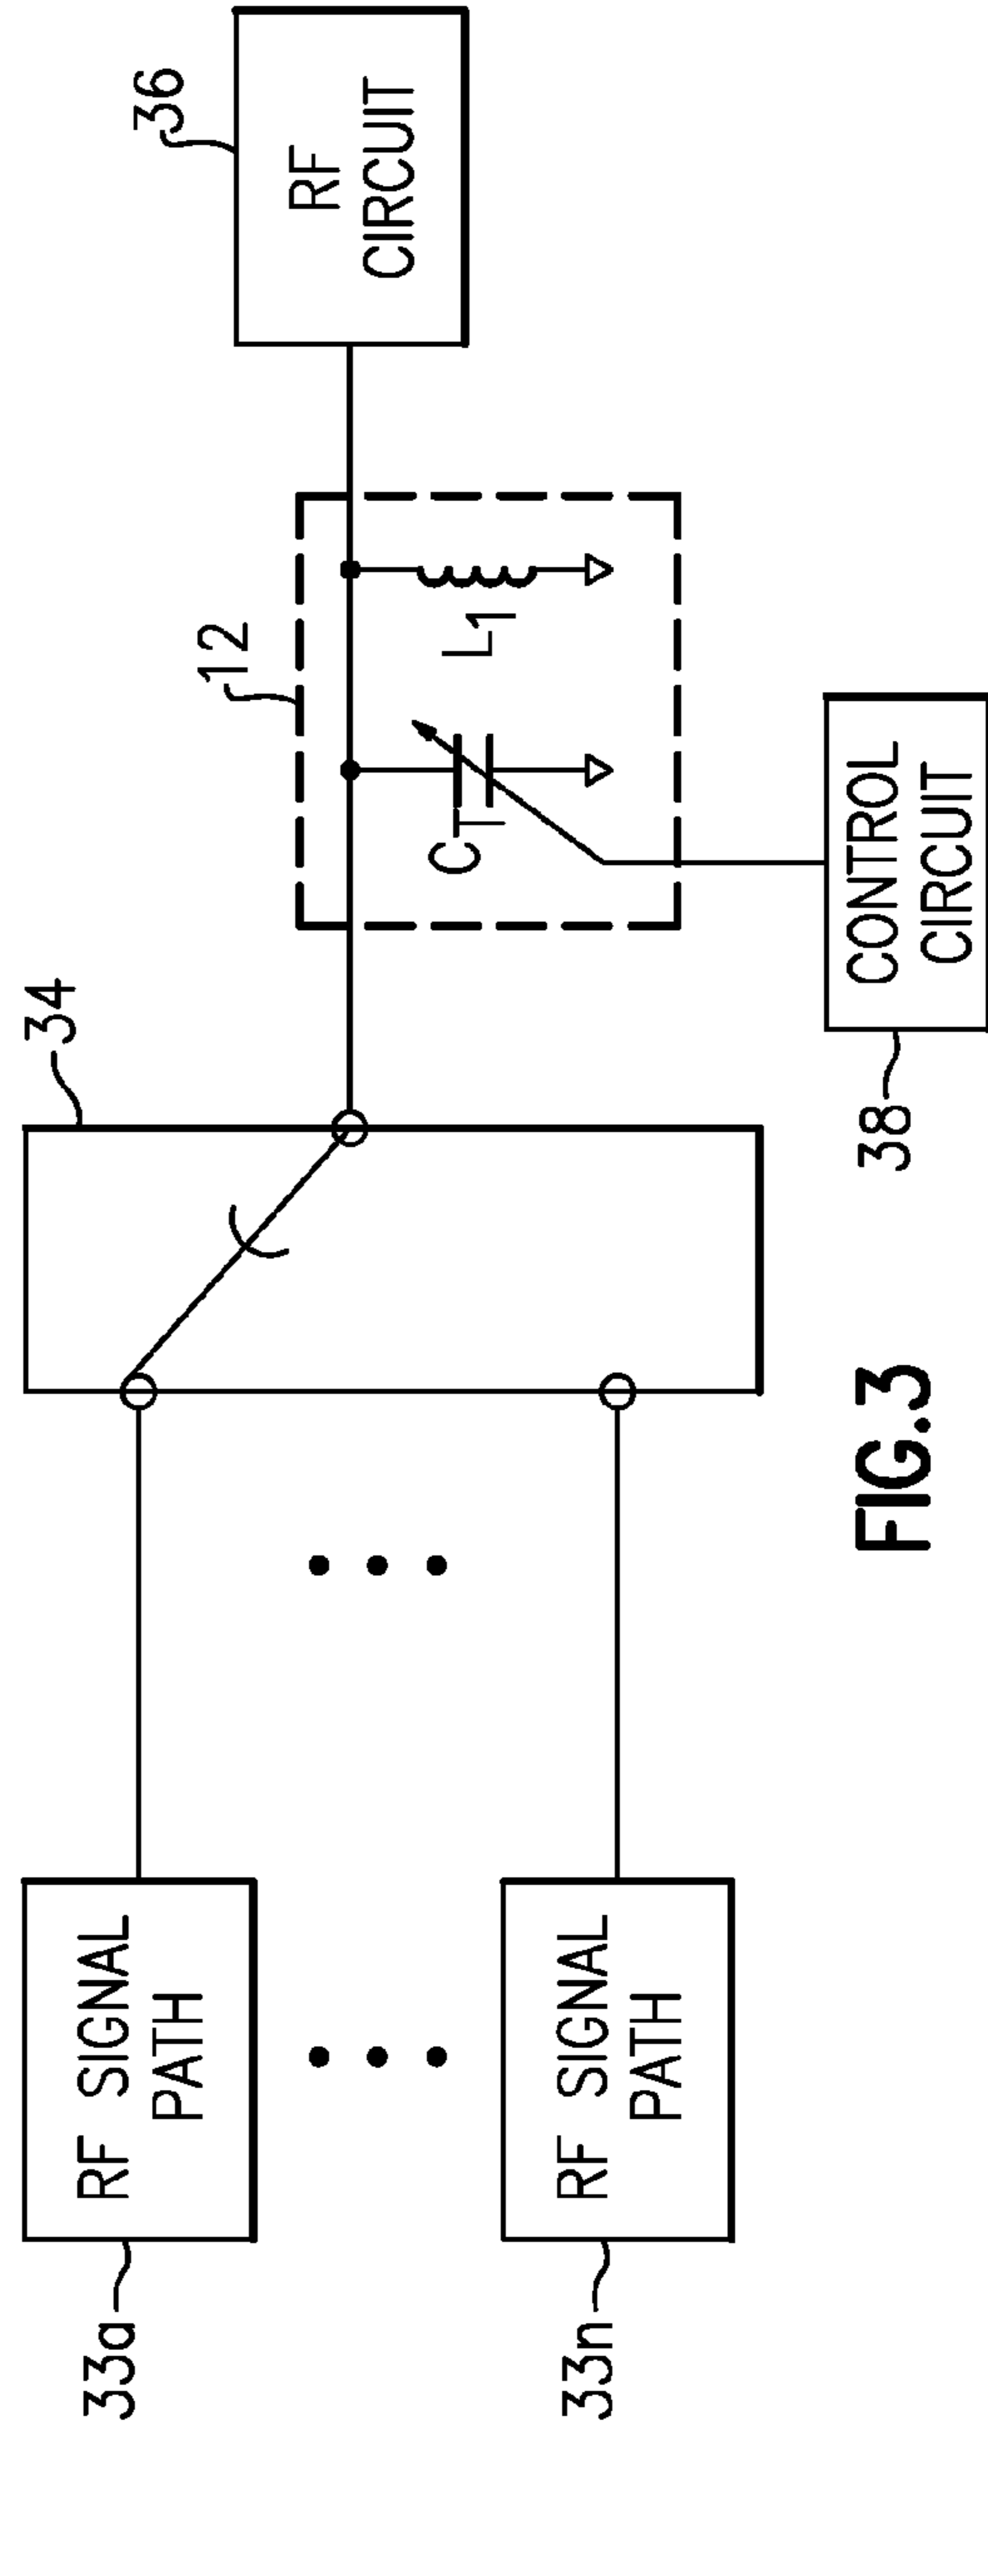 33a
RF SIGNAL
PATH
33n
RF SIGNAL
PATH
34
12
CT
L1
36
RF
CIRCUIT
38
CONTROL
CIRCUIT
FIG.3